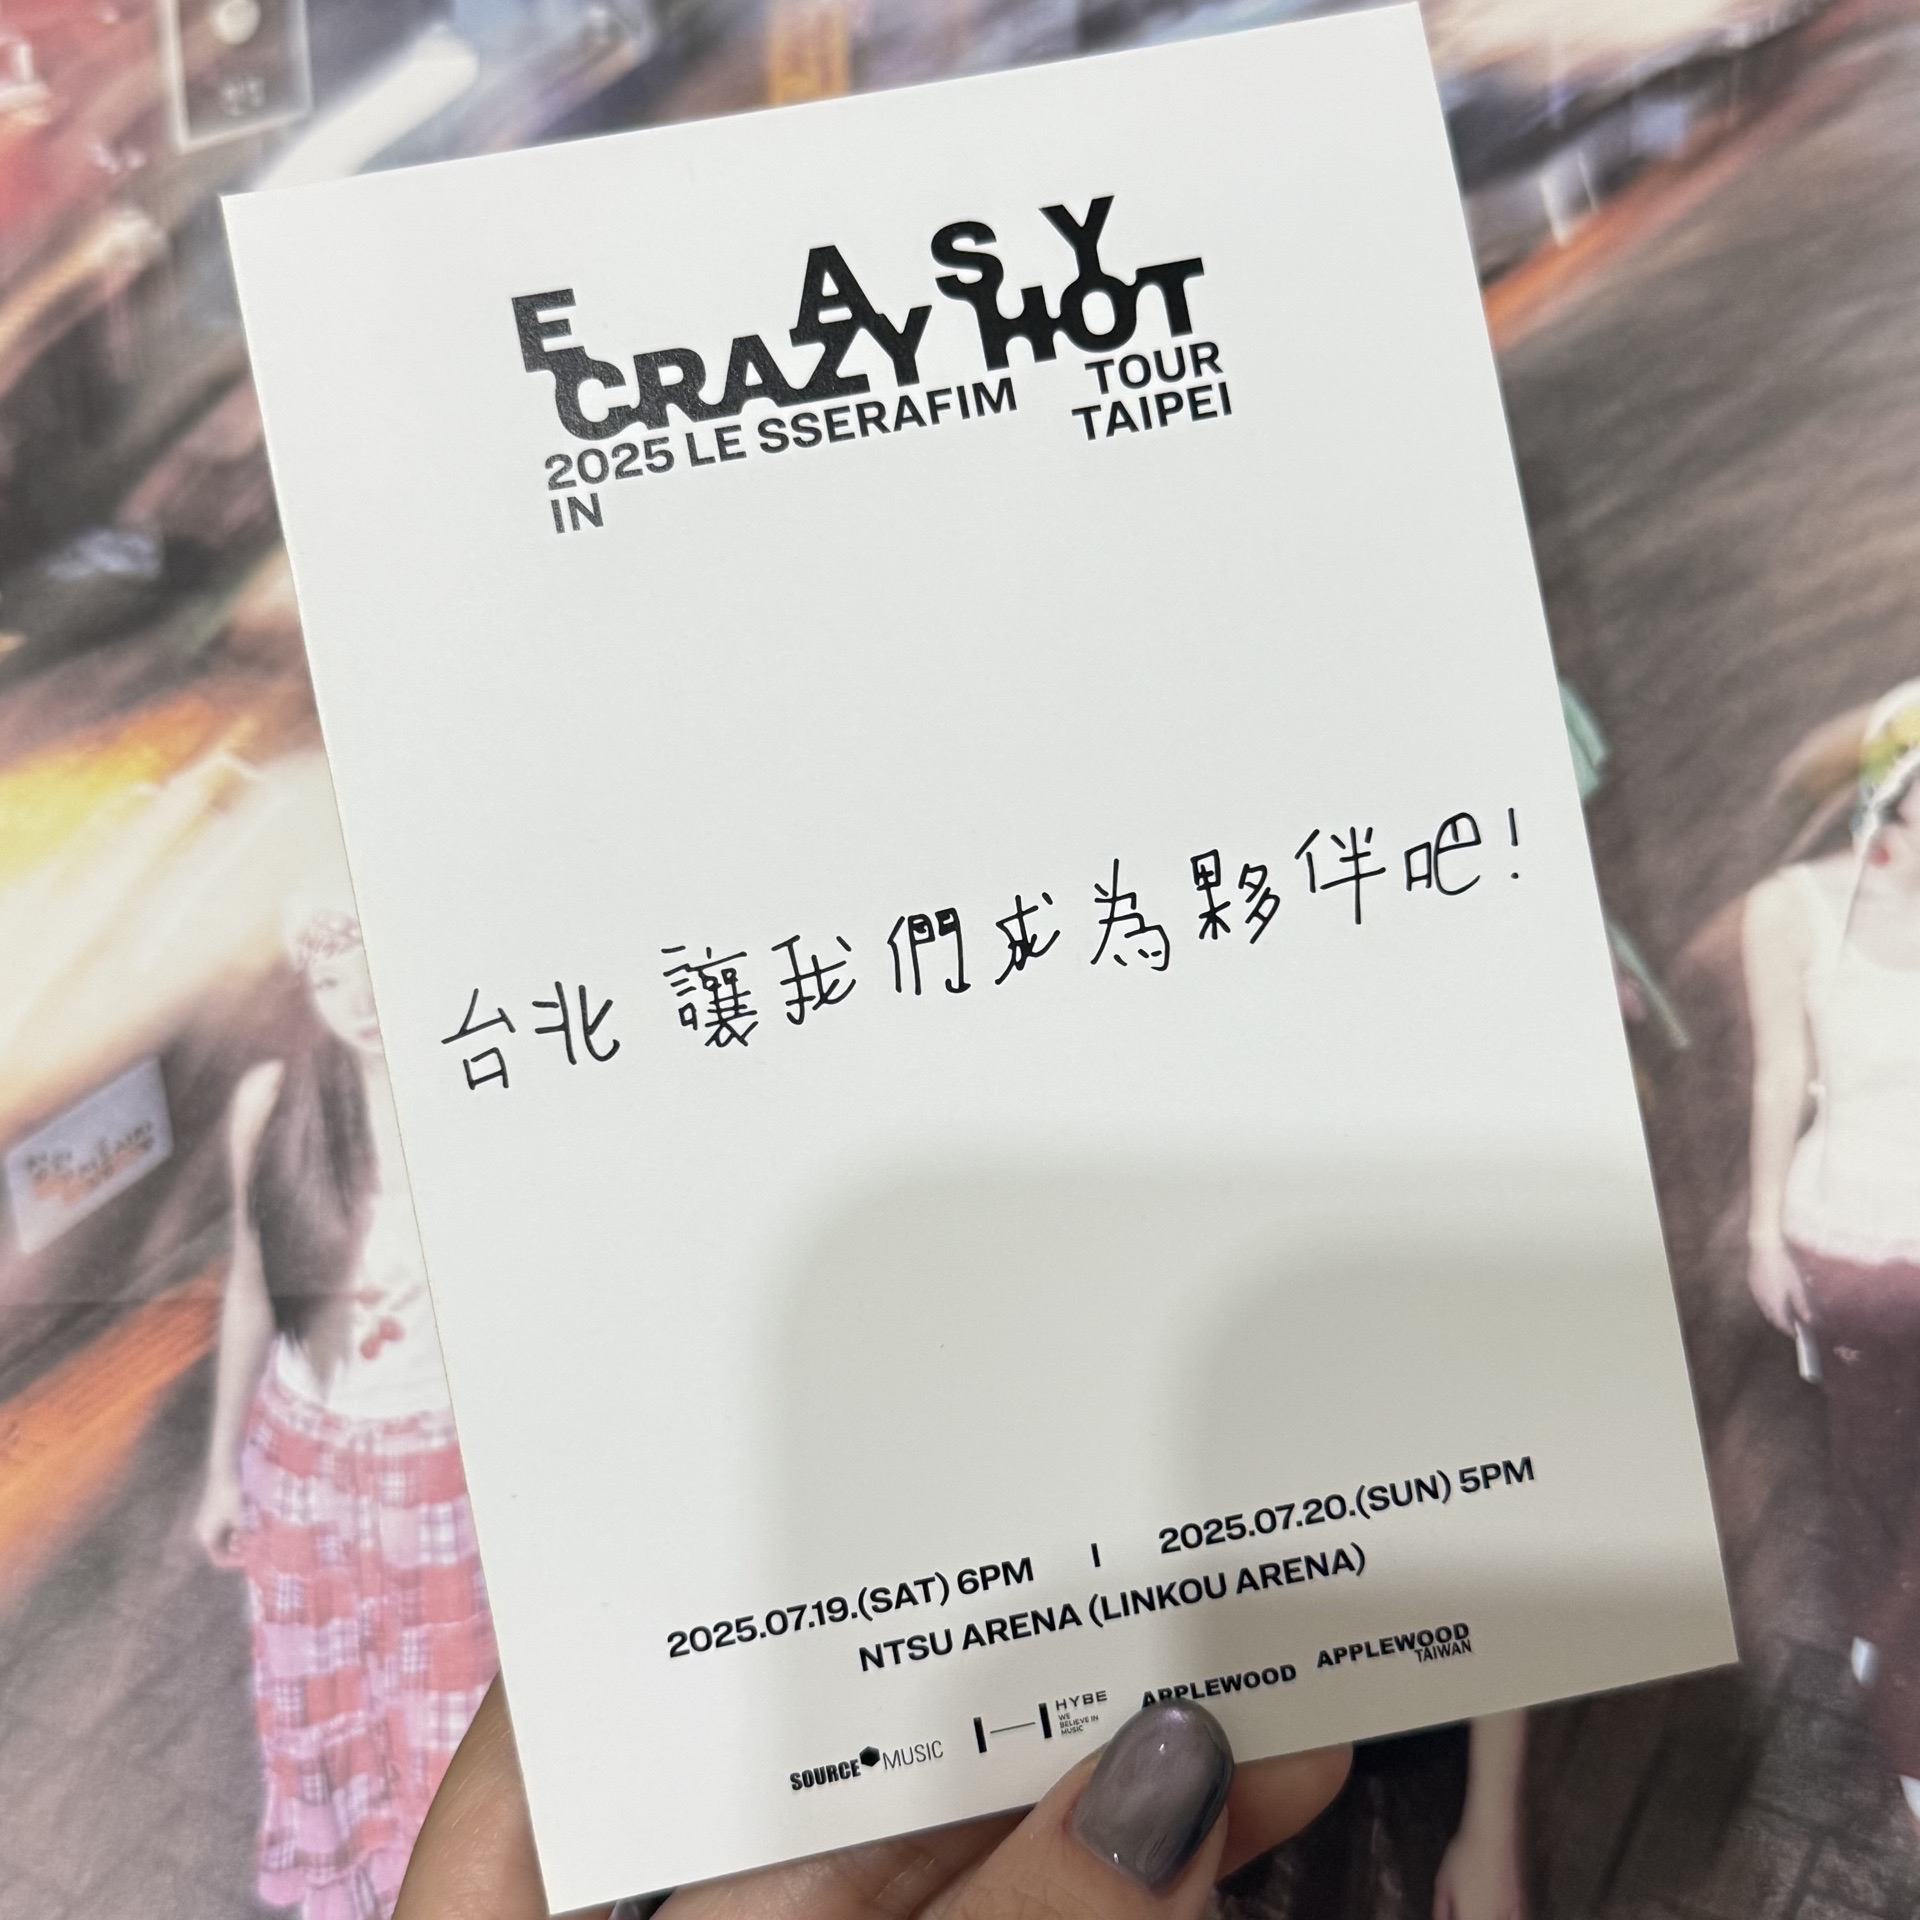 E A S Y
CRAZY HOT
2025 LE SSERAFIM TOUR
IN TAIPEI
台北 讓我們成為夥伴吧!
2025.07.19.(SAT) 6PM I 2025.07.20.(SUN) 5PM
NTSU ARENA (LINKOU ARENA)
SOURCE MUSIC
HYBE
WE
BELIEVE IN
MUSIC
APPLEWOOD
APPLEWOOD
TAIWAN